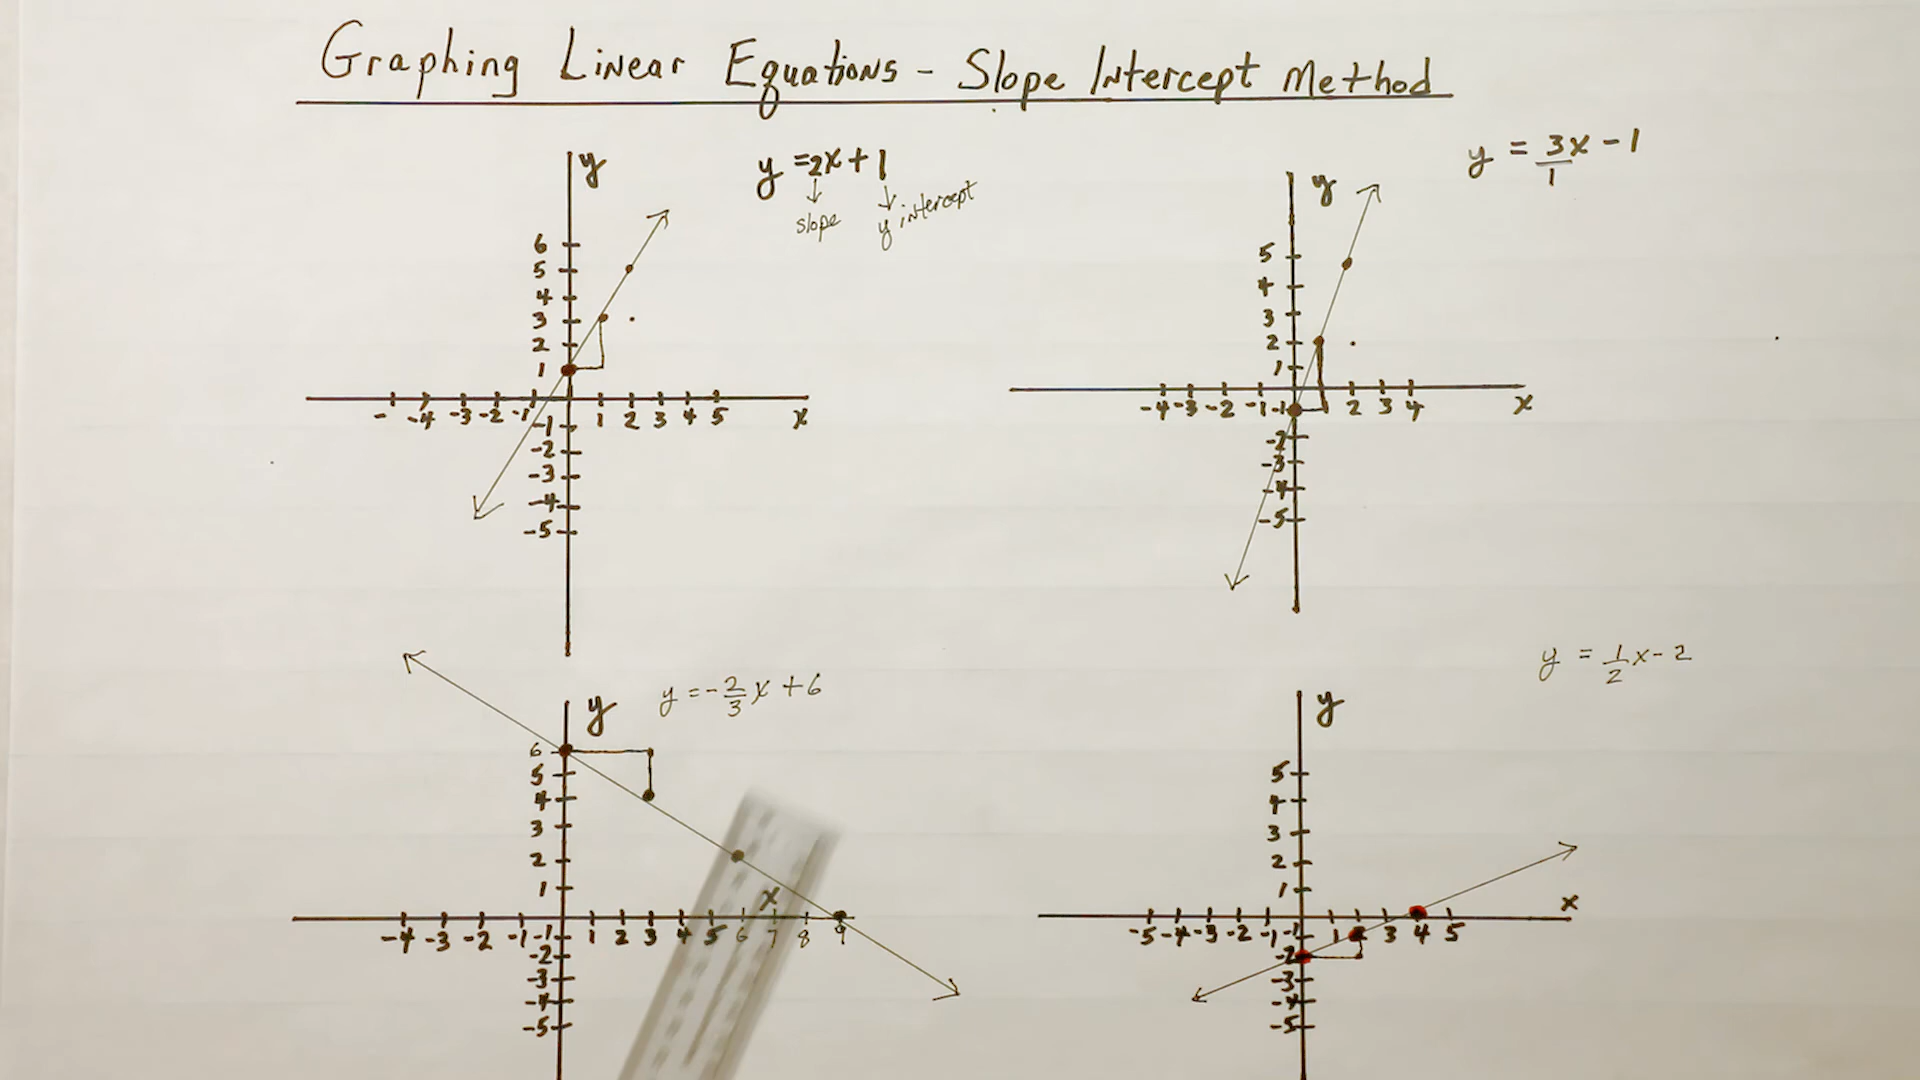 Graphing Linear Equations - Slope Intercept Method
y
y = 2x + 1
↓ slope
↓ y intercept
6
5
4
3
2
1
- -4 -3 -2 -1 1 2 3 4 5 x
-1
-2
-3
-4
-5
y
y = 3/1 x - 1
5
4
3
2
1
-4 -3 -2 -1 1 2 3 4 x
-1
-2
-3
-4
-5
y
y = -2/3 x + 6
6
5
4
3
2
1
x
-4 -3 -2 -1 1 2 3 4 5 6 7 8 9
-1
-2
-3
-4
-5
y
y = 1/2 x - 2
5
4
3
2
1
x
-5 -4 -3 -2 -1 1 2 3 4 5
-1
-2
-3
-4
-5